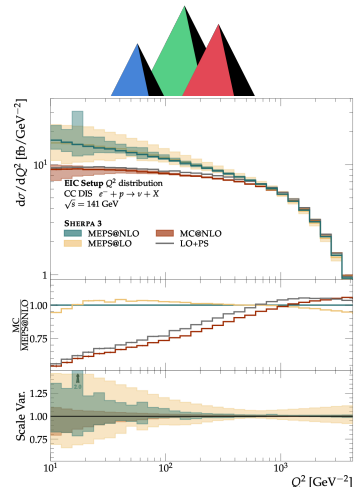 dσ/dQ² [fb/GeV⁻²]
10¹
1
EIC Setup Q² distribution
CC DIS e⁻ + p → ν + X
√s = 141 GeV
SHERPA 3
MEPS@NLO MC@NLO
MEPS@LO LO+PS
MC
MEPS@NLO
1.00
0.75
Scale Var.
1.25
1.00
0.75
10¹ 10² 10³
Q² [GeV⁻²]